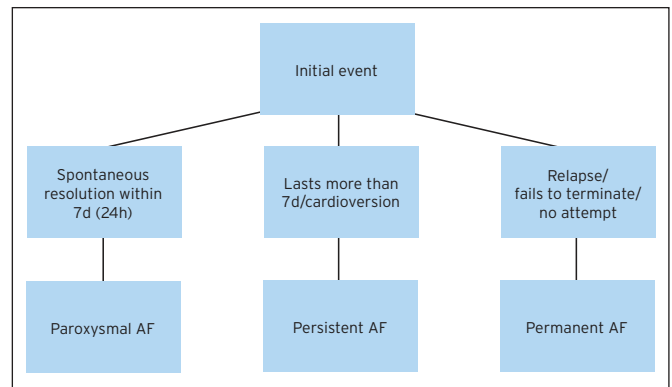 Initial event
Spontaneous
resolution within
7d (24h)
Lasts more than
7d/cardioversion
Relapse/
fails to terminate/
no attempt
Paroxysmal AF
Persistent AF
Permanent AF